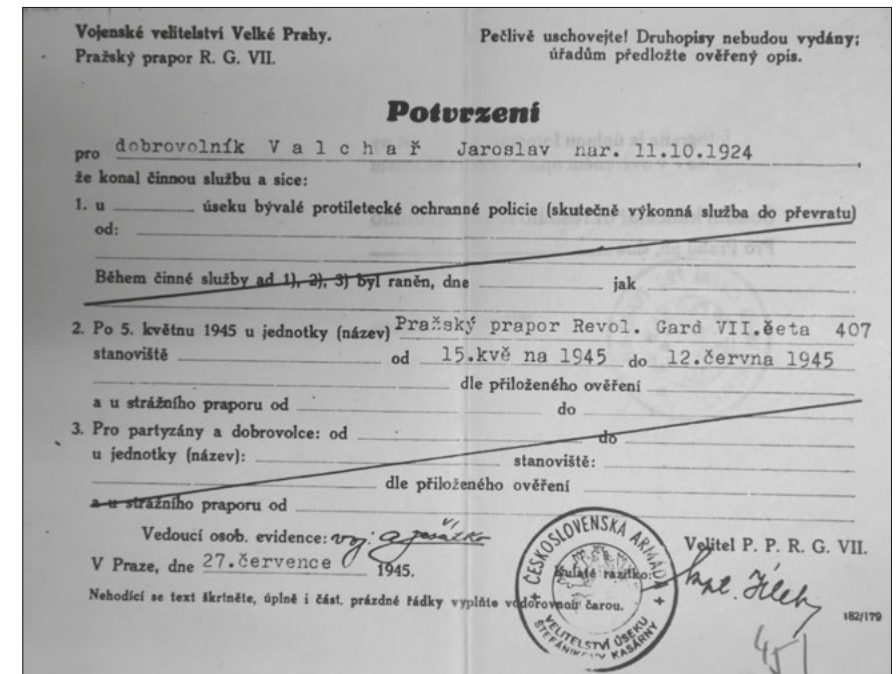 Vojenské velitelství Velké Prahy.
Pražský prapor R. G. VII.
Pečlivě uschovejte! Druhopisy nebudou vydány;
úřadům předložte ověřený opis.
Potvrzení
pro dobrovolník Valchař Jaroslav nar. 11.10.1924
že konal činnou službu a sice:
1. u úseku bývalé protiletecké ochranné policie (skutečně výkonná služba do převratu)
od:
Během činné služby ad 1), 2), 3) byl raněn, dne jak
2. Po 5. květnu 1945 u jednotky (název) Pražský prapor Revol. Gard VII.četa 407
stanoviště od 15.kvě na 1945 do 12.června 1945
dle přiloženého ověření
a u strážního praporu od do
3. Pro partyzány a dobrovolce: od do
u jednotky (název): stanoviště:
dle přiloženého ověření
a u strážního praporu od
Vedoucí osob. evidence: voj.
V Praze, dne 27.července 1945.
Nehodící se text škrtněte, úplně i část, prázdné řádky vyplňte vodorovnou čarou.
ČESKOSLOVENSKÁ ARMÁDA
Kulaté razítko:
VELITELSTVÍ ÚSEKU
ŠTEFÁNIKOVY KASÁRNY
Velitel P. P. R. G. VII.
182/179